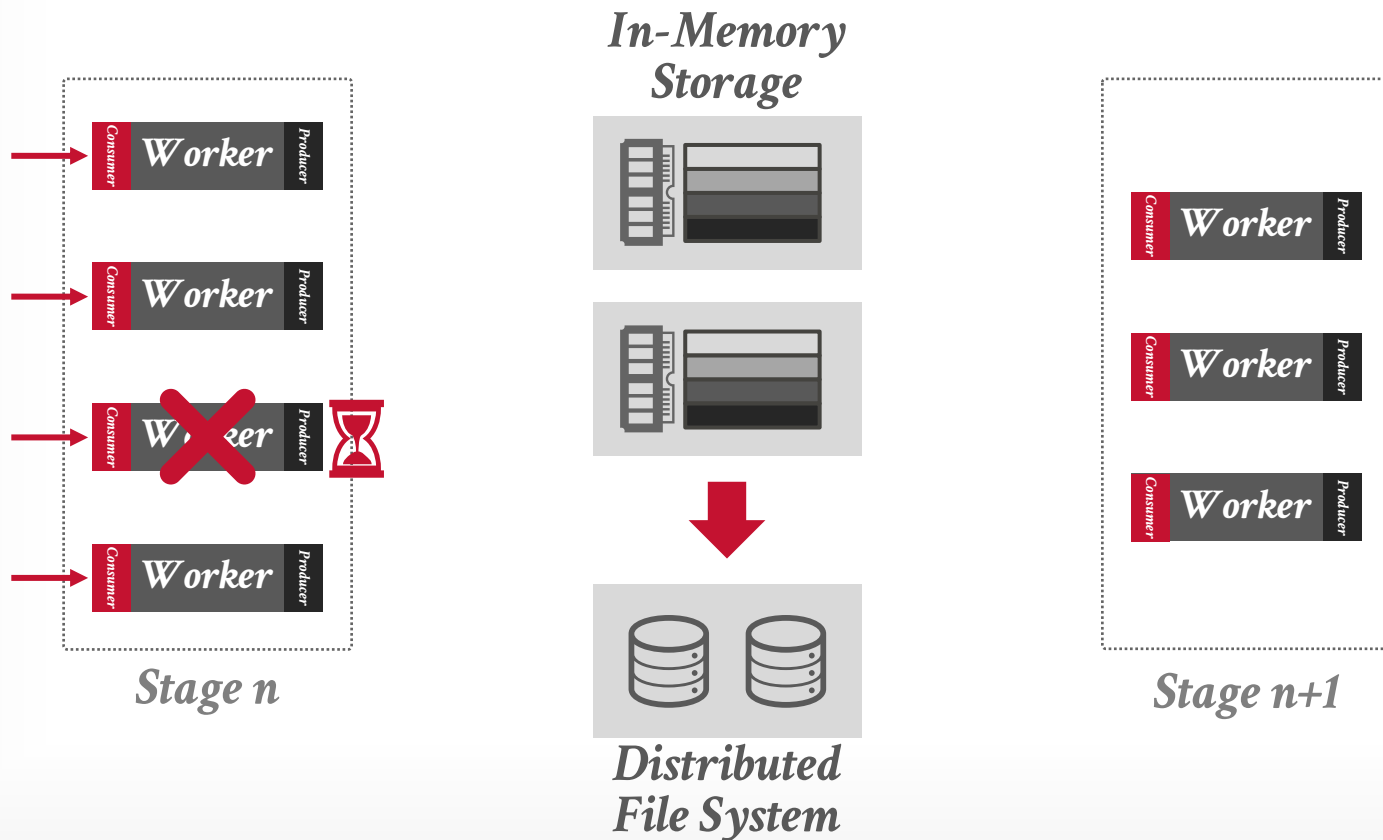 In-Memory
Storage
Consumer
Worker
Producer
Consumer
Worker
Producer
Consumer
Worker
Producer
Consumer
Worker
Producer
Stage n
Distributed
File System
Consumer
Worker
Producer
Consumer
Worker
Producer
Consumer
Worker
Producer
Stage n+1